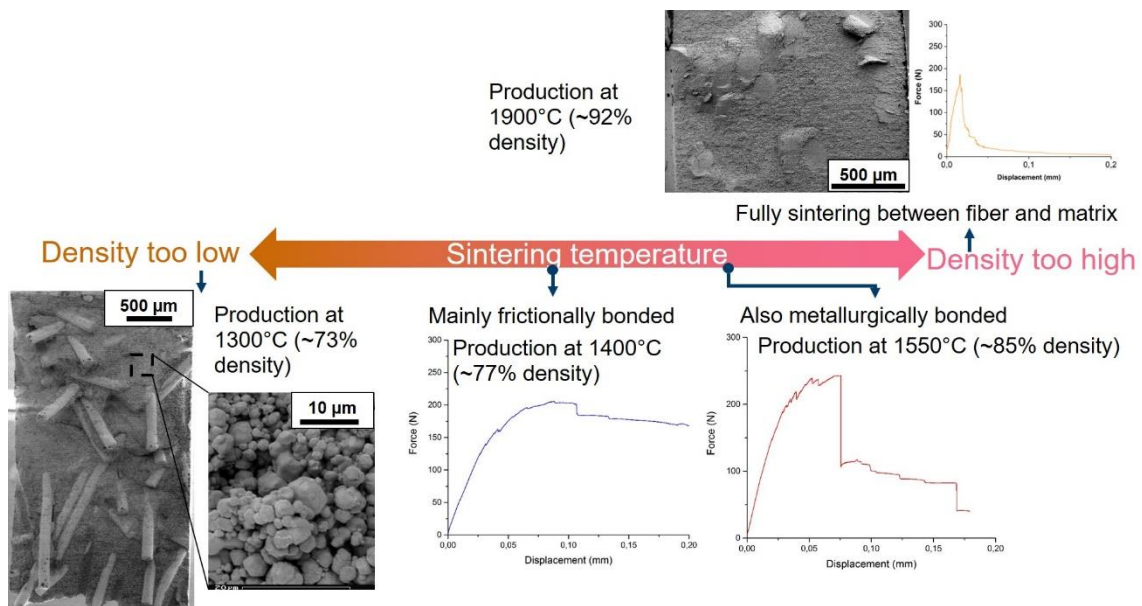 Production at
1900°C (~92%
density)
500 µm
Force (N)
300
250
200
150
100
50
0
0,0
0,1
0,2
Displacement (mm)
Fully sintering between fiber and matrix
Density too low
Sintering temperature
Density too high
500 µm
Production at
1300°C (~73%
density)
10 µm
Mainly frictionally bonded
Production at 1400°C
(~77% density)
Force (N)
300
250
200
150
100
50
0
0,00
0,05
0,10
0,15
0,20
Displacement (mm)
Also metallurgically bonded
Production at 1550°C (~85% density)
Force (N)
300
200
100
0
0,00
0,05
0,10
0,15
0,20
Displacement (mm)